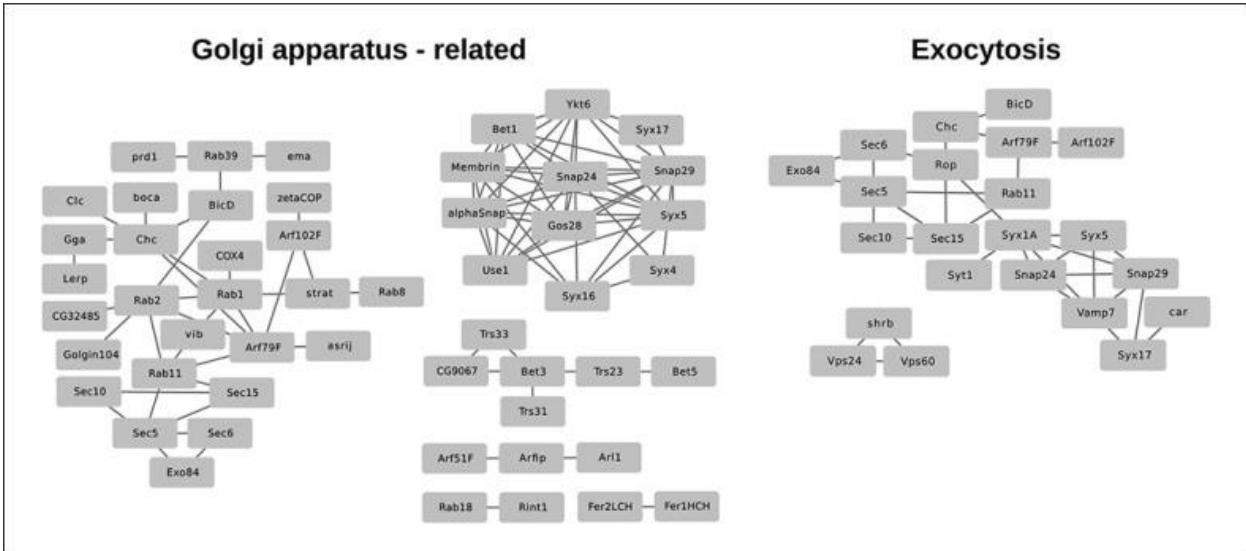 Golgi apparatus - related
prd1
Rab39
ema
Clc
boca
BicD
zetaCOP
Gga
Chc
Arf102F
Lerp
COX4
Rab2
Rab1
strat
Rab8
CG32485
vib
Golgin104
Arf79F
asrij
Rab11
Sec10
Sec15
Sec5
Sec6
Exo84
Ykt6
Bet1
Syx17
Membrin
Snap24
Snap29
alphaSnap
Gos28
Syx5
Use1
Syx4
Syx16
Trs33
CG9067
Bet3
Trs23
Bet5
Trs31
Arf51F
Arfip
Arl1
Rab18
Rint1
Fer2LCH
Fer1HCH
Exocytosis
BicD
Chc
Sec6
Arf79F
Arf102F
Exo84
Rop
Sec5
Rab11
Sec10
Sec15
Syx1A
Syx5
Syt1
Snap24
Snap29
Vamp7
car
shrb
Vps24
Vps60
Syx17